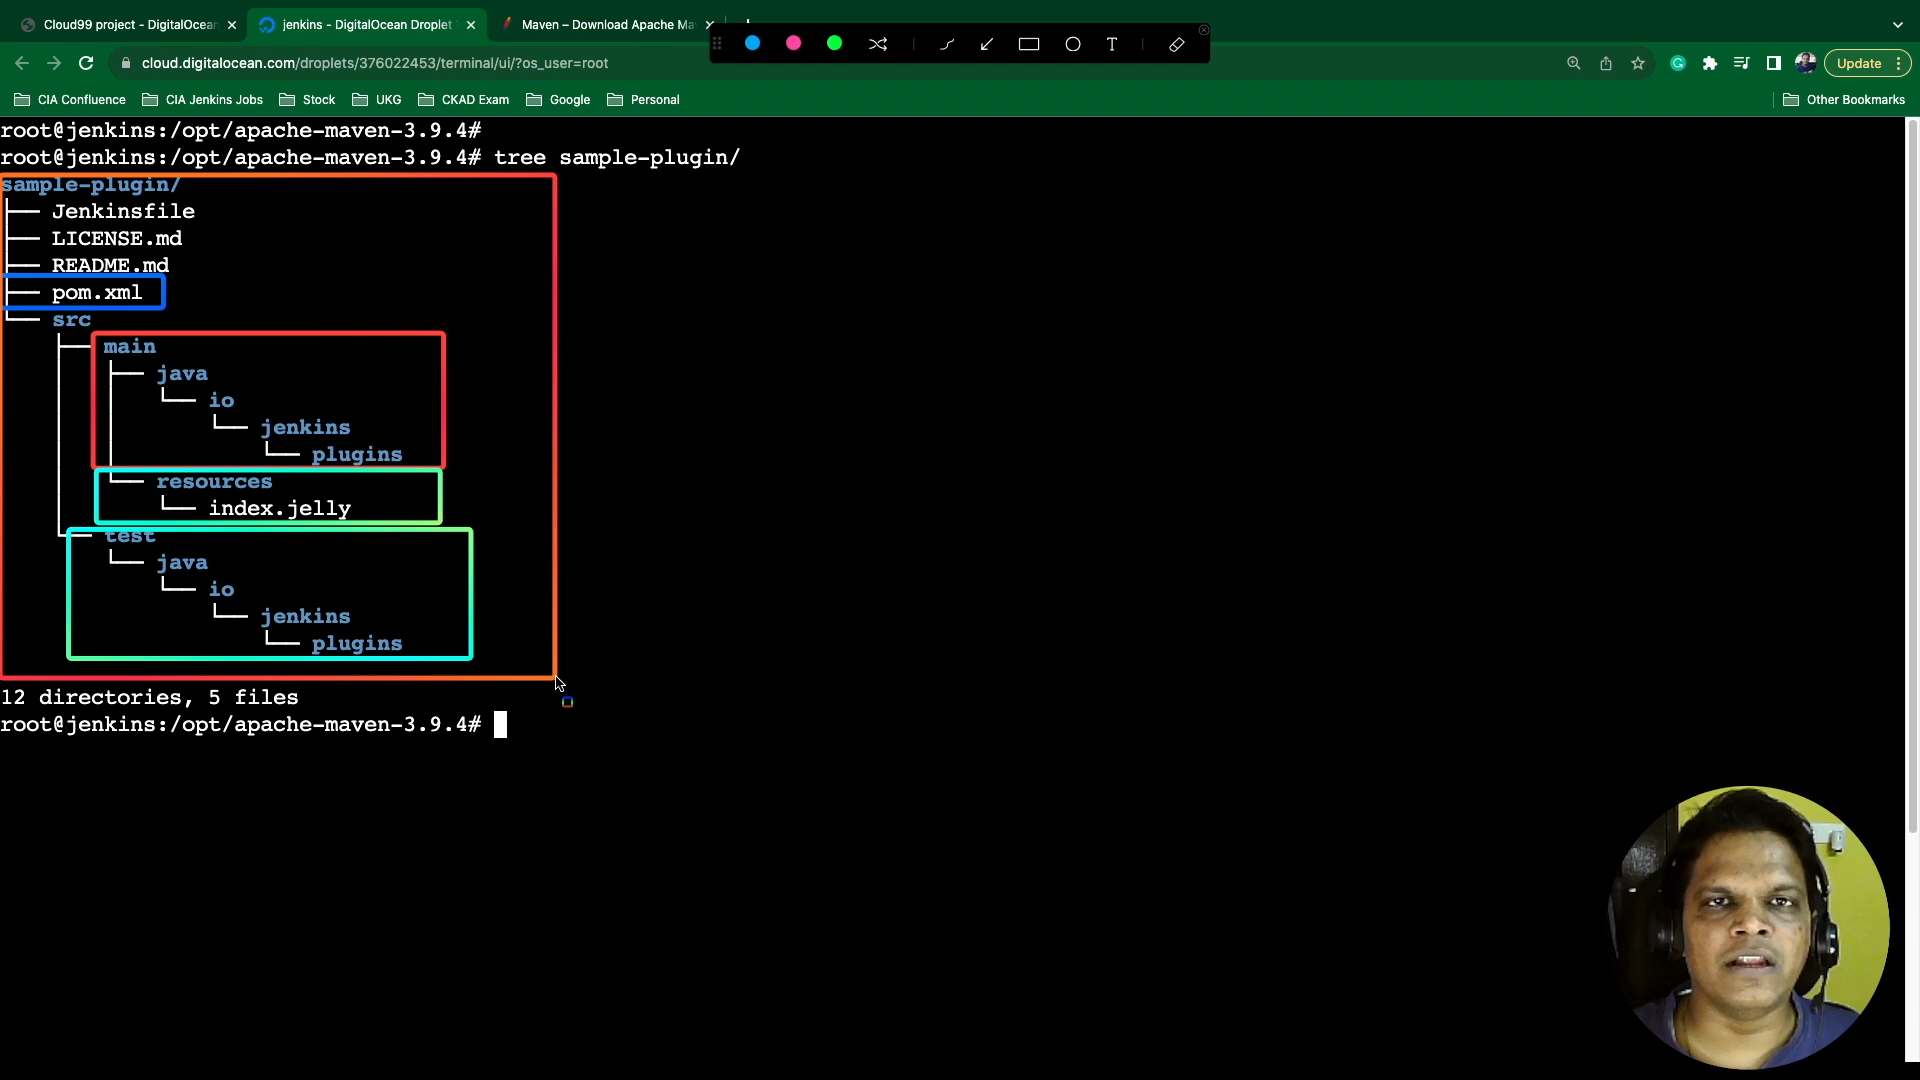 Cloud99 project - DigitalOcean
jenkins - DigitalOcean Droplet
Maven – Download Apache Ma
cloud.digitalocean.com/droplets/376022453/terminal/ui/?os_user=root
Update
CIA Confluence
CIA Jenkins Jobs
Stock
UKG
CKAD Exam
Google
Personal
Other Bookmarks
T
root@jenkins:/opt/apache-maven-3.9.4#
root@jenkins:/opt/apache-maven-3.9.4# tree sample-plugin/
sample-plugin/
├── Jenkinsfile
├── LICENSE.md
├── README.md
├── pom.xml
└── src
    ├── main
    │   ├── java
    │   │   └── io
    │   │       └── jenkins
    │   │           └── plugins
    │   └── resources
    │       └── index.jelly
    └── test
        └── java
            └── io
                └── jenkins
                    └── plugins
12 directories, 5 files
root@jenkins:/opt/apache-maven-3.9.4#